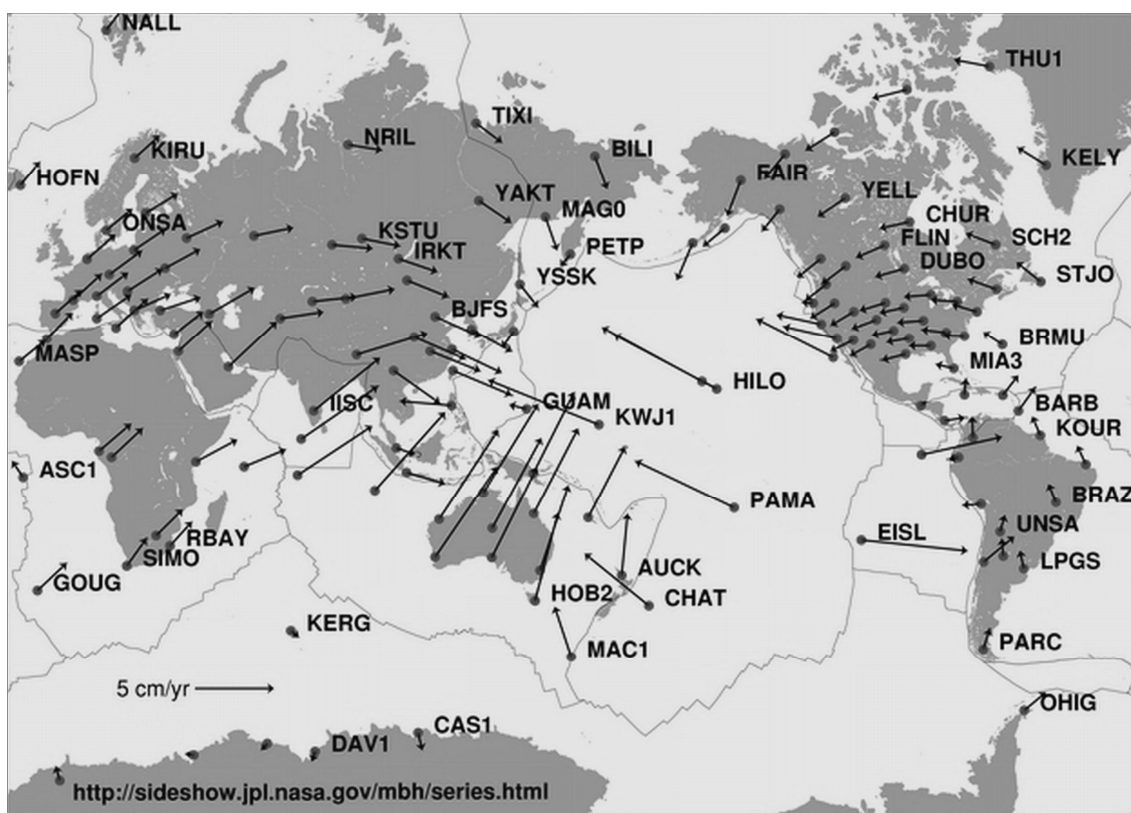 NALL
THU1
TIXI
NRIL
KIRU
BILI
KELY
HOFN
FAIR
YELL
YAKT
MAG0
ONSA
CHUR
KSTU
FLIN
SCH2
PETP
IRKT
DUBO
YSSK
STJO
BJFS
BRMU
MASP
MIA3
HILO
IISC
GUAM
BARB
KWJ1
KOUR
ASC1
PAMA
BRAZ
UNSA
EISL
RBAY
SIMO
LPGS
AUCK
GOUG
HOB2
CHAT
KERG
PARC
MAC1
5 cm/yr
OHIG
CAS1
DAV1
http://sideshow.jpl.nasa.gov/mbh/series.html